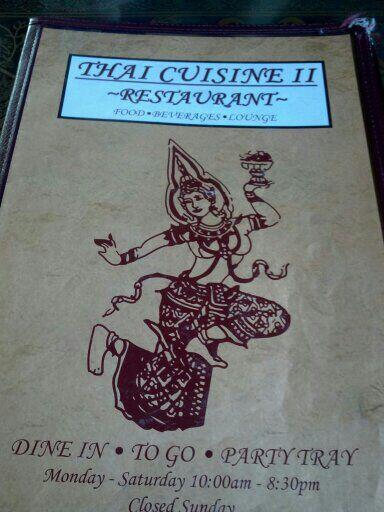 THAI CUISINE II
~RESTAURANT~
FOOD • BEVERAGES • LOUNGE
DINE IN • TO GO • PARTY TRAY
Monday - Saturday 10:00am - 8:30pm
Closed Sunday